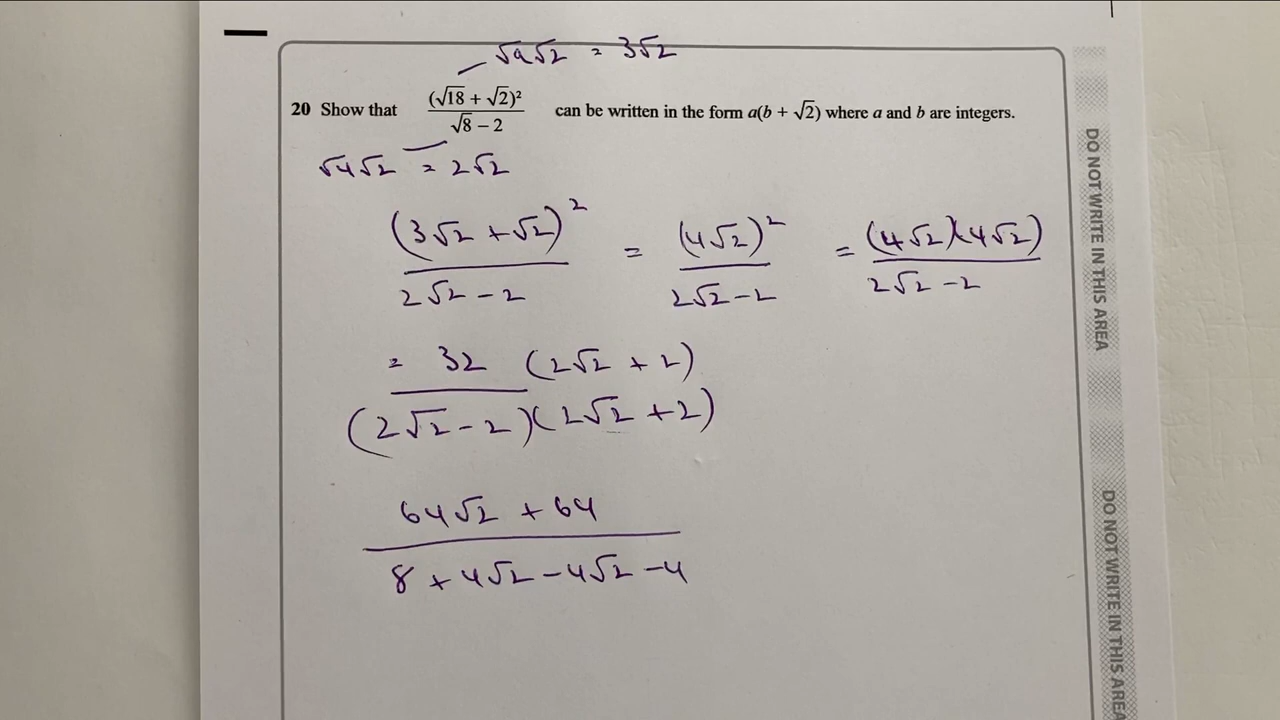 √9√2 = 3√2
20 Show that (√18 + √2)² / √8 – 2 can be written in the form a(b + √2) where a and b are integers.
√4√2 = 2√2
(3√2 + √2)² / 2√2 – 2 = (4√2)² / 2√2 – 2 = (4√2)(4√2) / 2√2 – 2
= 32 (2√2 + 2) / (2√2 – 2)(2√2 + 2)
64√2 + 64 / 8 + 4√2 – 4√2 – 4
DO NOT WRITE IN THIS AREA
DO NOT WRITE IN THIS AREA